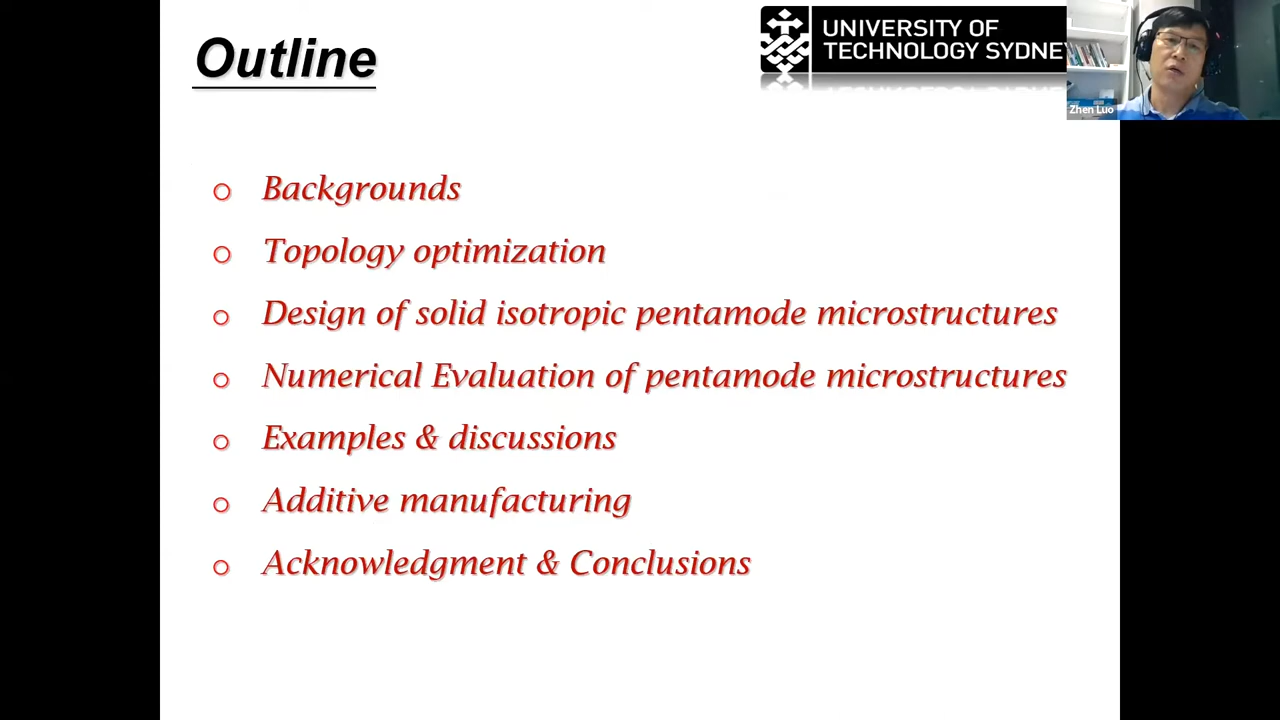 Outline
UNIVERSITY OF
TECHNOLOGY SYDNEY
Zhen Luo
Backgrounds
Topology optimization
Design of solid isotropic pentamode microstructures
Numerical Evaluation of pentamode microstructures
Examples & discussions
Additive manufacturing
Acknowledgment & Conclusions